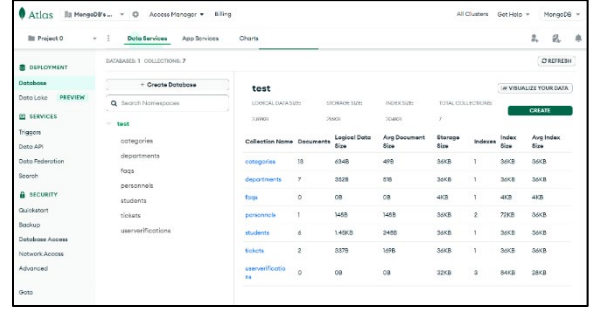 Atlas MongoDB's ... Access Manager Billing All Clusters Get Help MongoDB
Project 0 Data Services App Services Charts
DEPLOYMENT
Database
Data Lake PREVIEW
SERVICES
Triggers
Data API
Data Federation
Search
SECURITY
Quickstart
Backup
Database Access
Network Access
Advanced
Goto
DATABASES: 1 COLLECTIONS: 7
REFRESH
+ Create Database
Search Namespaces
test
categories
departments
faqs
personnels
students
tickets
userverifications
test
VISUALIZE YOUR DATA
LOGICAL DATA SIZE: STORAGE SIZE: INDEX SIZE: TOTAL COLLECTIONS:
CREATE
7
Collection Name Documents Logical Data Size Avg Document Size Storage Size Indexes Index Size Avg Index Size
categories 13 634B 49B 36KB 1 36KB 36KB
departments 7 352B 51B 36KB 1 36KB 36KB
faqs 0 0B 0B 4KB 1 4KB 4KB
personnels 1 145B 145B 36KB 2 72KB 36KB
students 6 1.45KB 248B 36KB 1 36KB 36KB
tickets 2 337B 169B 36KB 1 36KB 36KB
userverifications 0 0B 0B 32KB 3 84KB 28KB